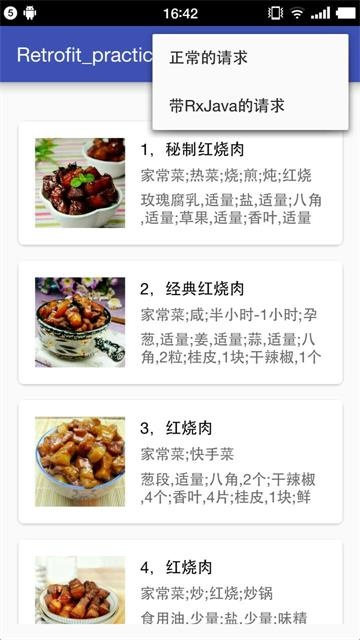 5
16:42
Retrofit_practic
正常的请求
带RxJava的请求
1，秘制红烧肉
家常菜;热菜;烧;煎;炖;红烧
玫瑰腐乳,适量;盐,适量;八角
,适量;草果,适量;香叶,适量
2，经典红烧肉
家常菜;咸;半小时-1小时;孕
葱,适量;姜,适量;蒜,适量;八
角,2粒;桂皮,1块;干辣椒,1个
3，红烧肉
家常菜;快手菜
葱段,适量;八角,2个;干辣椒
,4个;香叶,4片;桂皮,1块;鲜
4，红烧肉
家常菜;炒;红烧;炒锅
食用油,少量;盐,少量;味精